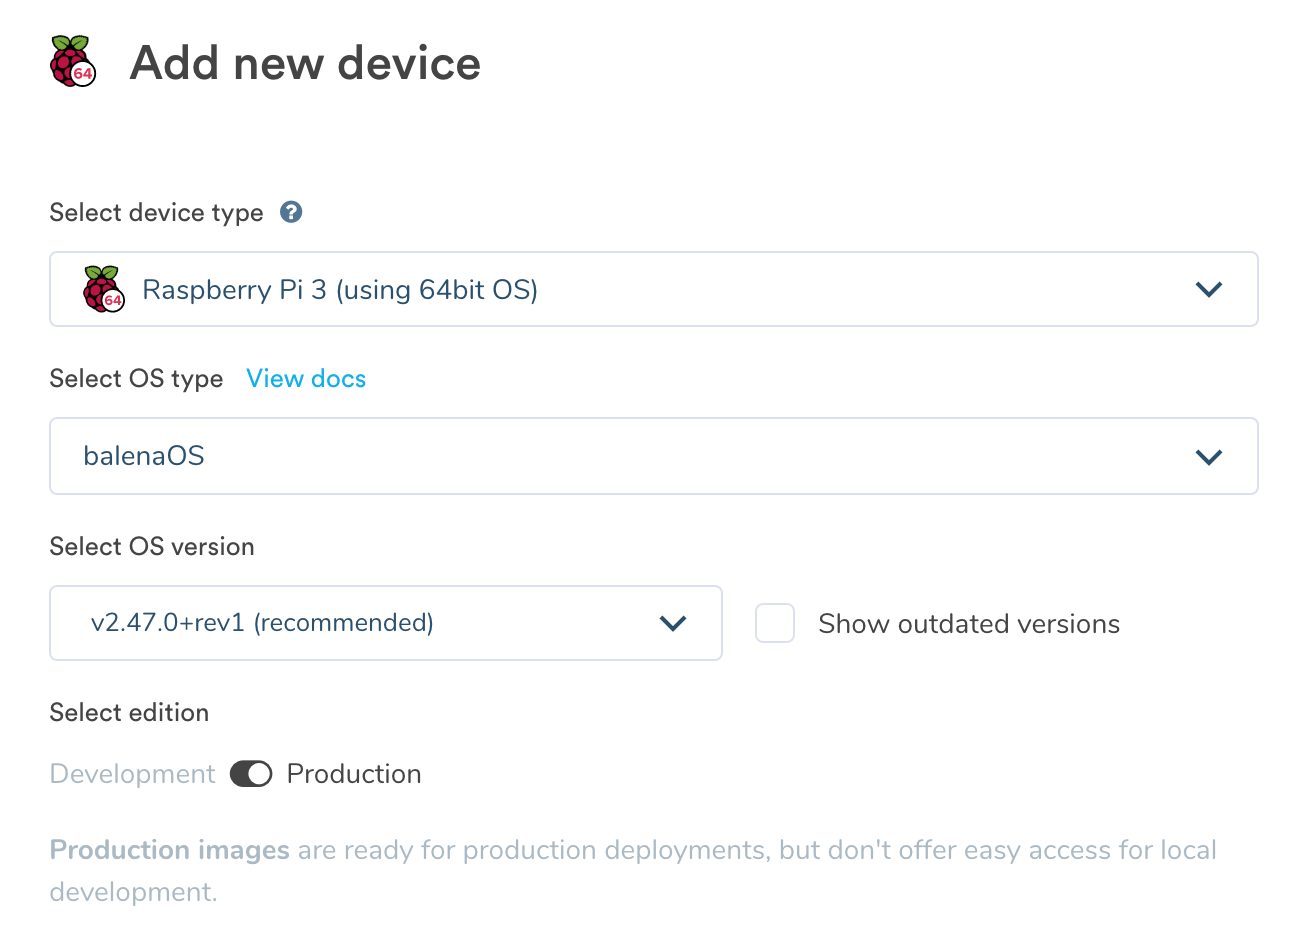 64 Add new device
Select device type ?
64 Raspberry Pi 3 (using 64bit OS)
Select OS type View docs
balenaOS
Select OS version
v2.47.0+rev1 (recommended) Show outdated versions
Select edition
Development Production
Production images are ready for production deployments, but don't offer easy access for local
development.